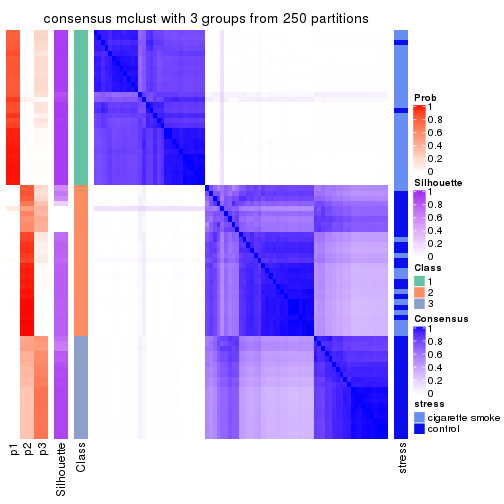 consensus mclust with 3 groups from 250 partitions
Prob
1
0.8
0.6
0.4
0.2
0
Silhouette
1
0.8
0.6
0.4
0.2
0
Class
1
2
3
Consensus
1
0.8
0.6
0.4
0.2
0
stress
cigarette smoke
control
p1
p2
p3
Silhouette
Class
stress